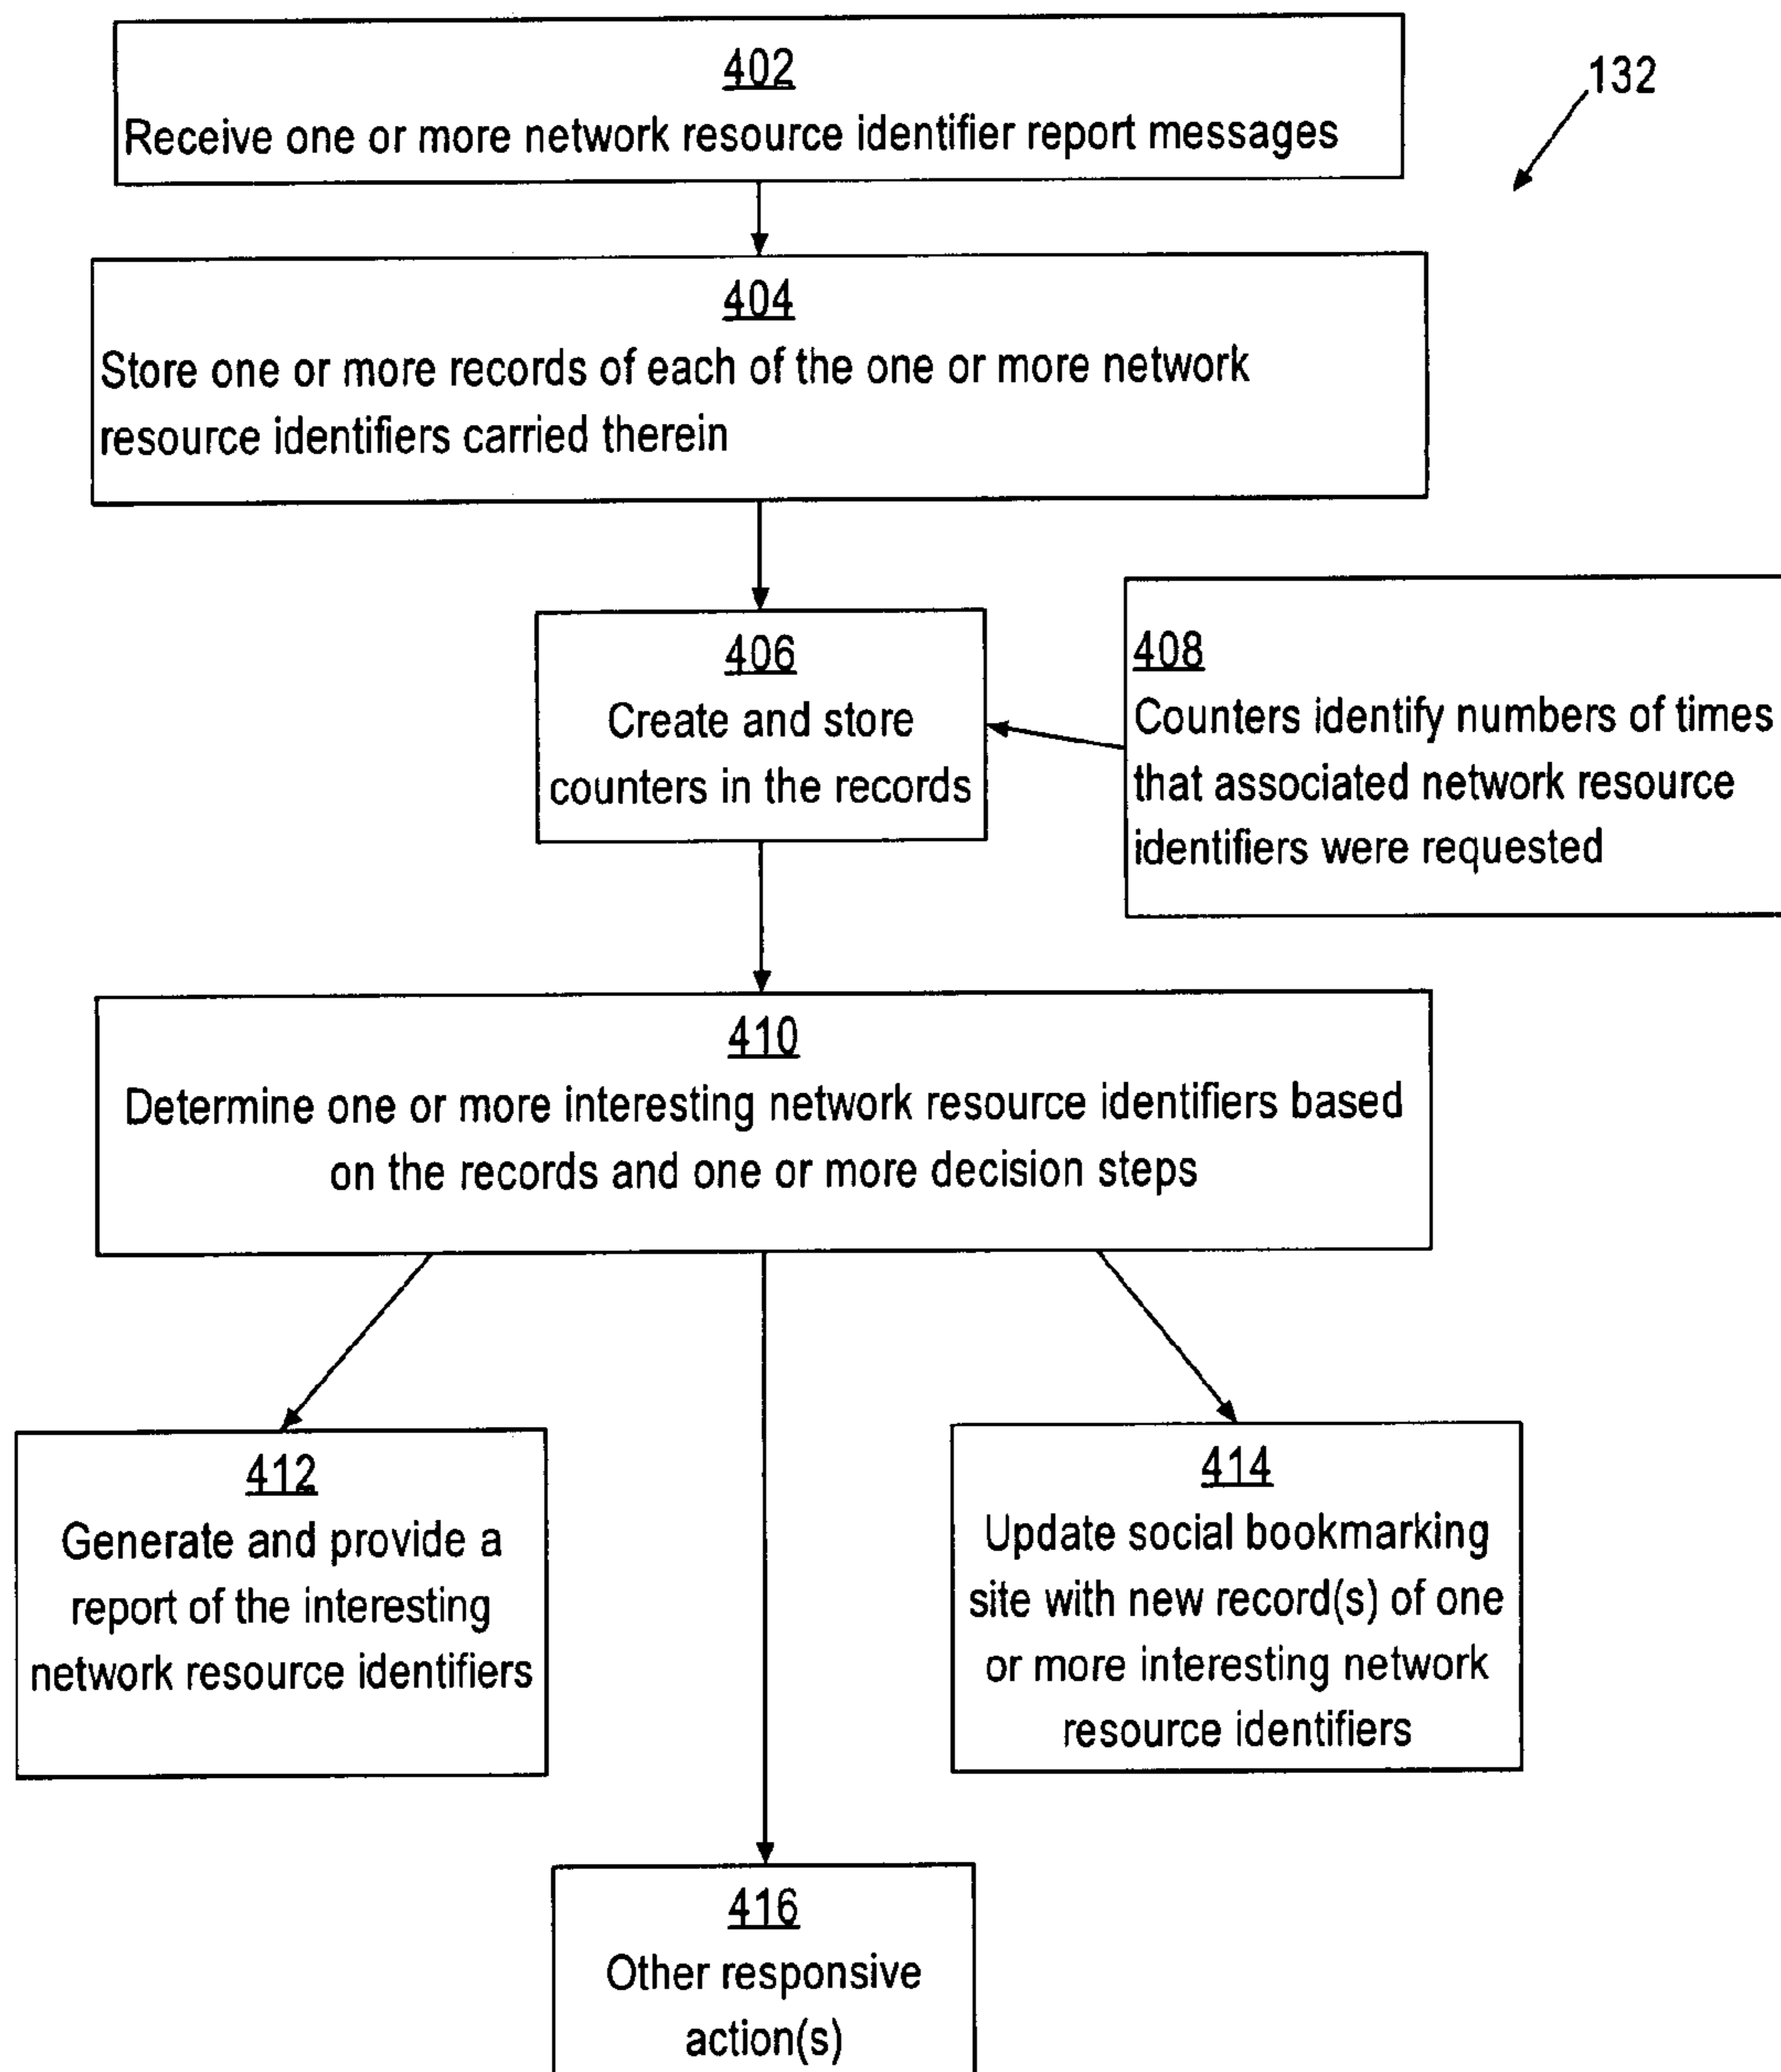 402
Receive one or more network resource identifier report messages
132
404
Store one or more records of each of the one or more network
resource identifiers carried therein
406
Create and store
counters in the records
408
Counters identify numbers of times
that associated network resource
identifiers were requested
410
Determine one or more interesting network resource identifiers based
on the records and one or more decision steps
412
Generate and provide a
report of the interesting
network resource identifiers
414
Update social bookmarking
site with new record(s) of one
or more interesting network
resource identifiers
416
Other responsive
action(s)